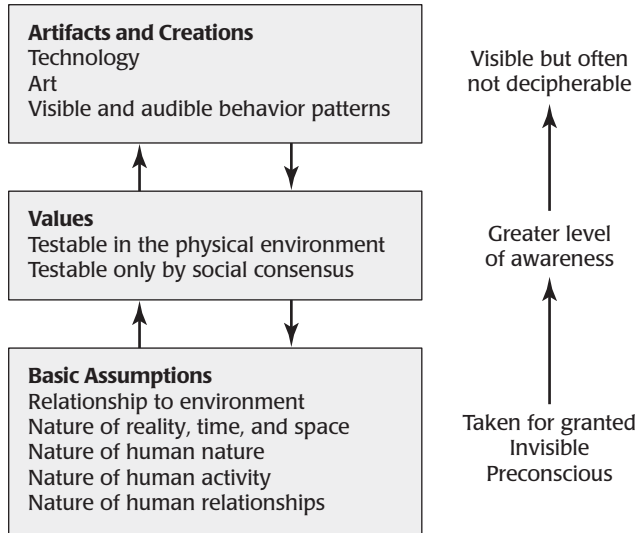 Artifacts and Creations
Technology
Art
Visible and audible behavior patterns
Visible but often
not decipherable
Values
Testable in the physical environment
Testable only by social consensus
Greater level
of awareness
Basic Assumptions
Relationship to environment
Nature of reality, time, and space
Nature of human nature
Nature of human activity
Nature of human relationships
Taken for granted
Invisible
Preconscious